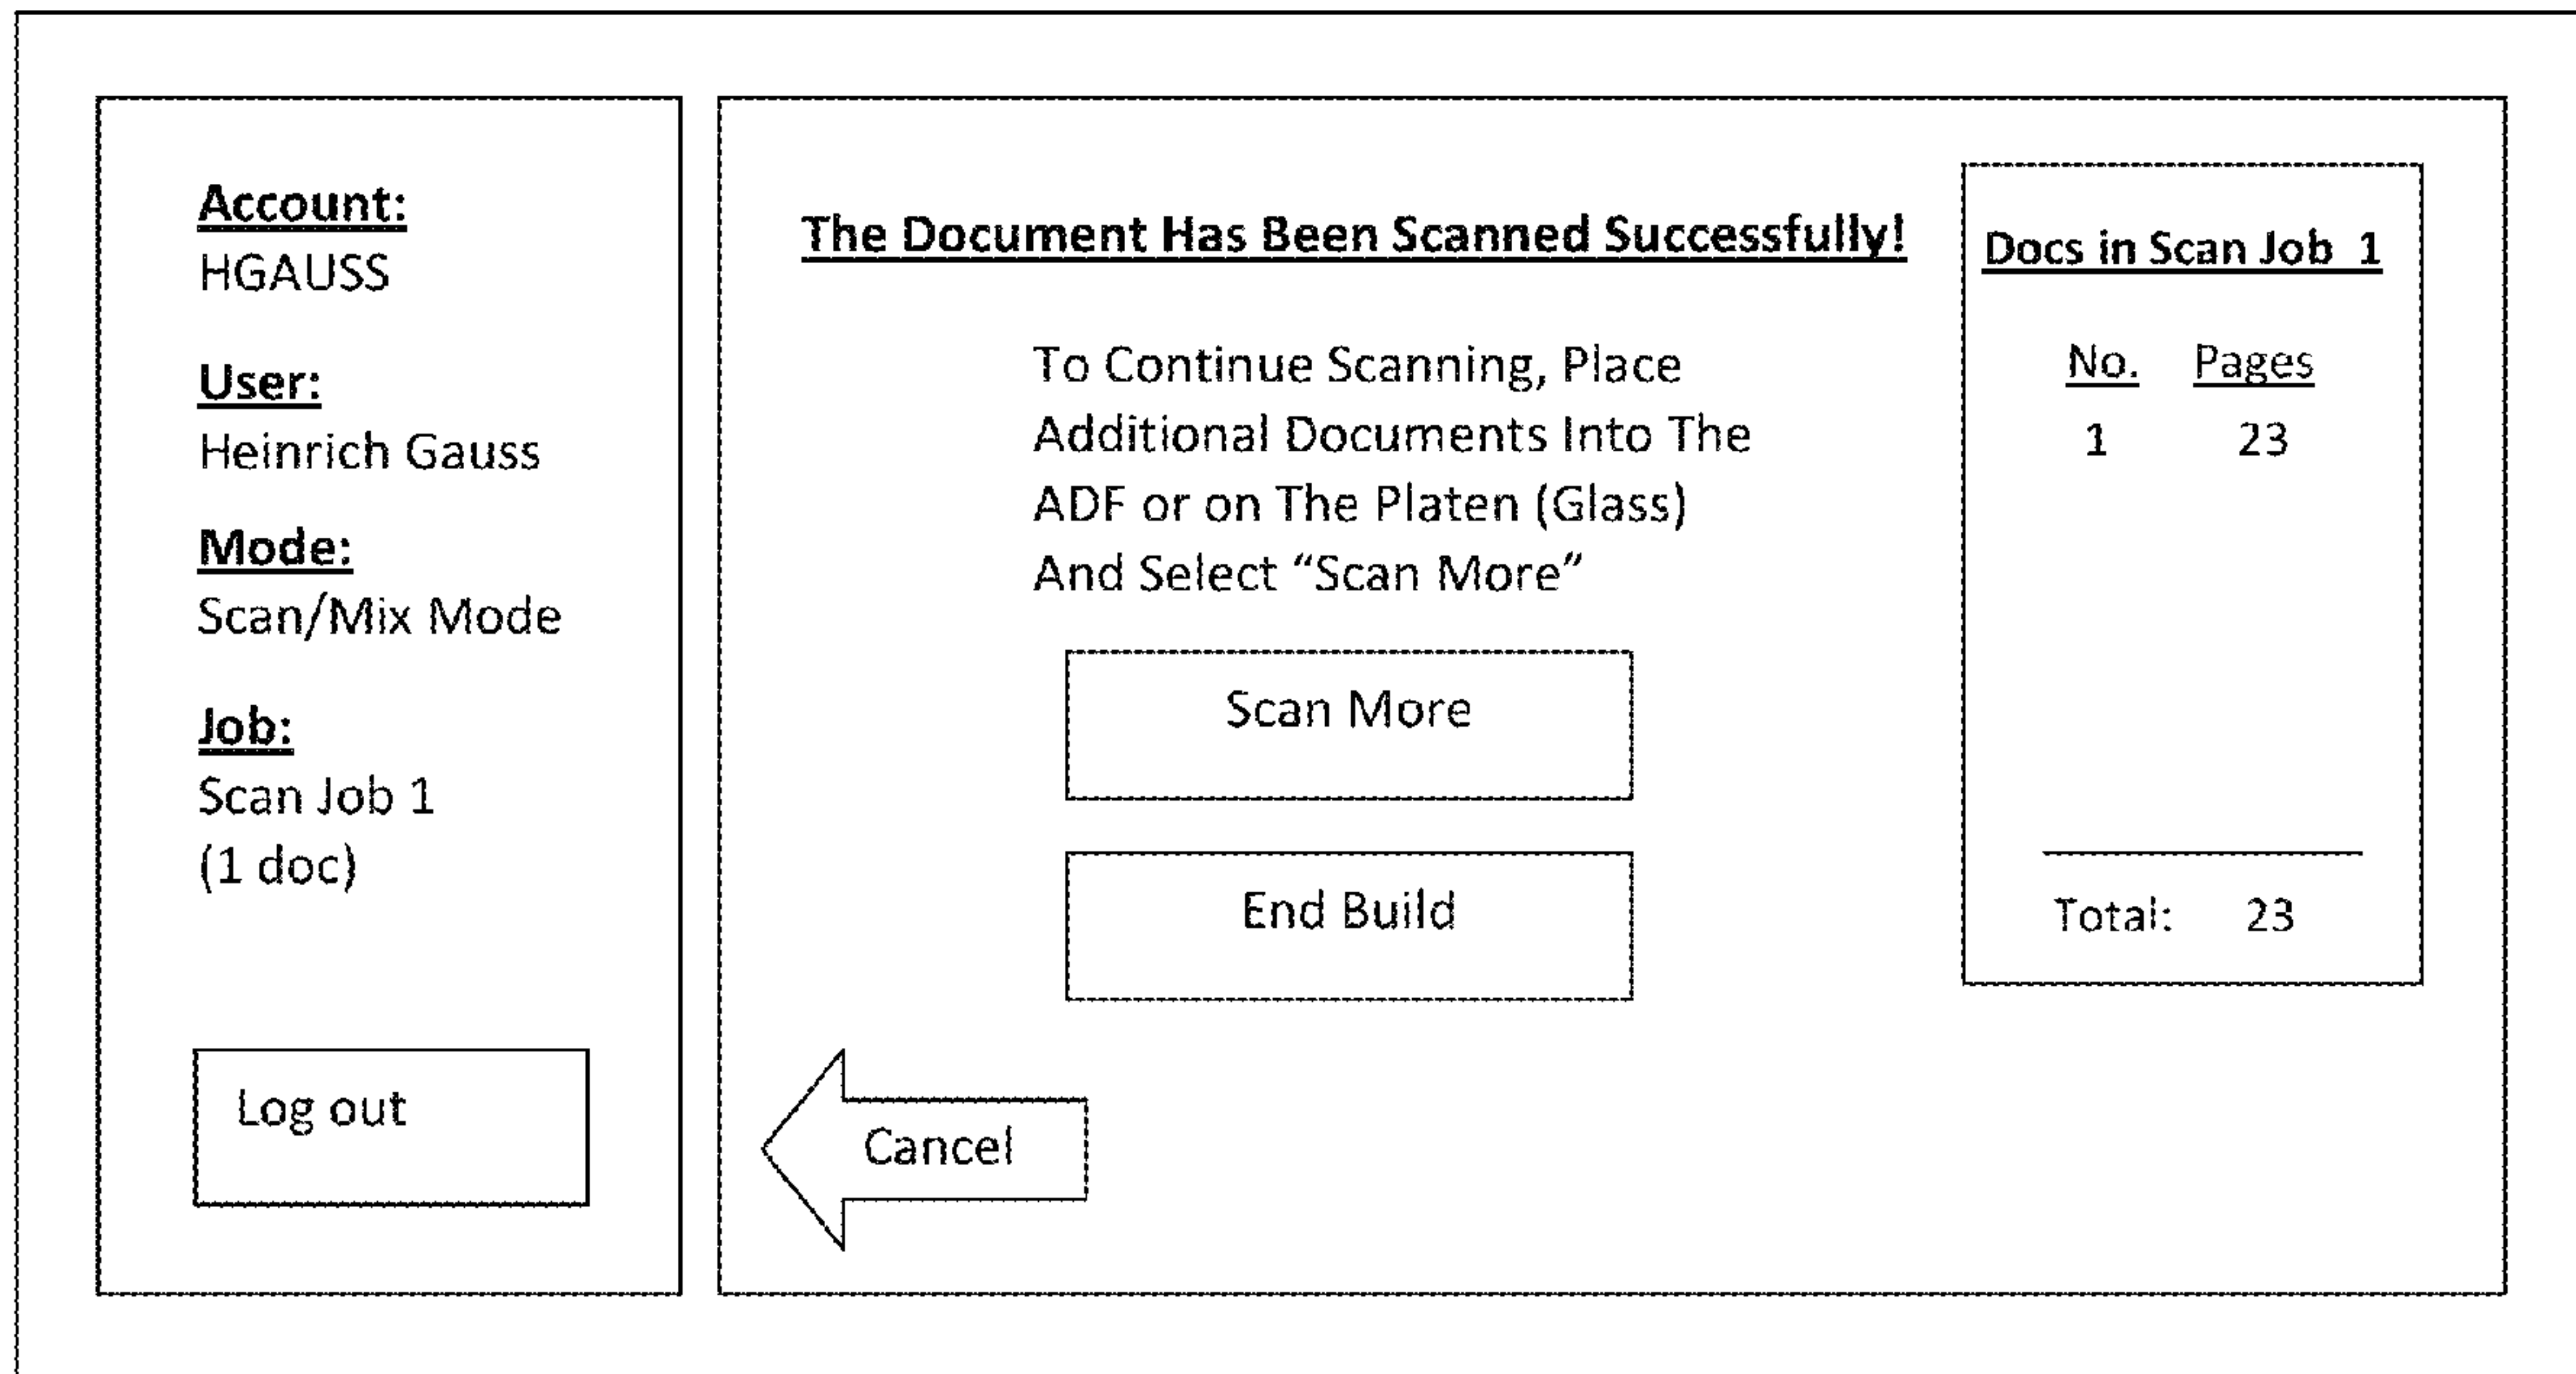 Account:
HGAUSS
User:
Heinrich Gauss
Mode:
Scan/Mix Mode
Job:
Scan Job 1
(1 doc)
Log out
The Document Has Been Scanned Successfully!
To Continue Scanning, Place
Additional Documents Into The
ADF or on The Platen (Glass)
And Select “Scan More”
Scan More
End Build
Cancel
Docs in Scan Job 1
No. Pages
1 23
Total: 23